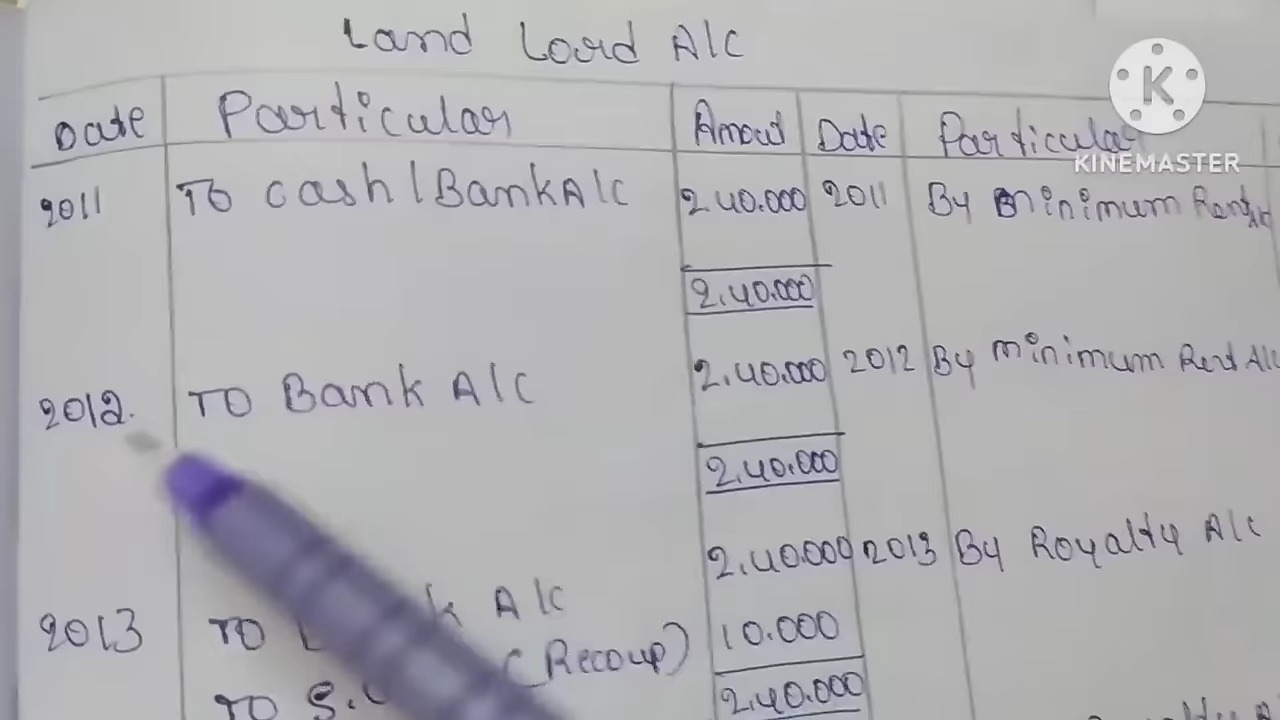 Land Lord A/C
Date Particular Amout Date Particular
2011 TO Cash / Bank A/C 2.40.000 2011 By Minimum Rent
2.40.000
2012. TO Bank A/C 2.40.000 2012 By Minimum Rent A/C
2.40.000
2.40.000 2013 By Royalty A/C
2013 TO A/C 10.000
(Recoup)
TO S. 2.40.000
K
KINEMASTER